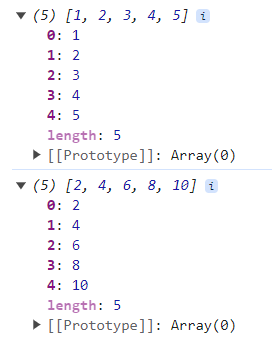 ▼ (5) [1, 2, 3, 4, 5] i
0: 1
1: 2
2: 3
3: 4
4: 5
length: 5
▶ [[Prototype]]: Array(0)
▼ (5) [2, 4, 6, 8, 10] i
0: 2
1: 4
2: 6
3: 8
4: 10
length: 5
▶ [[Prototype]]: Array(0)